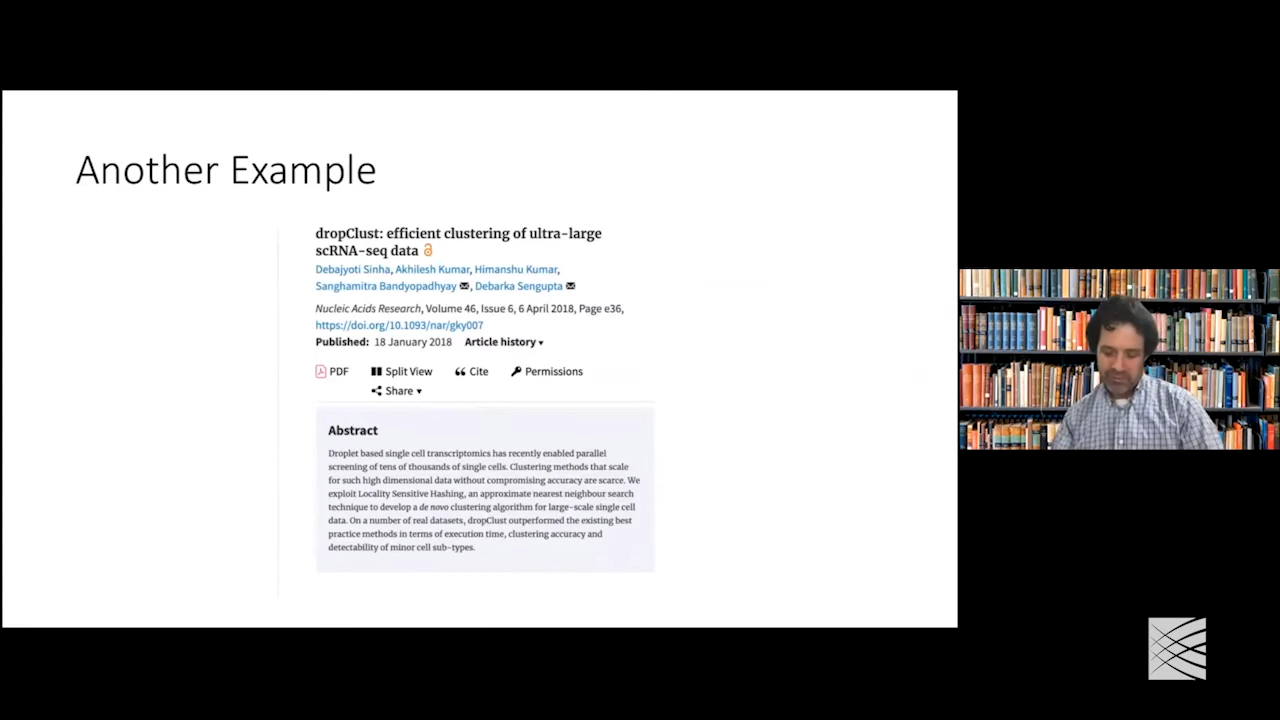 Another Example
dropClust: efficient clustering of ultra-large
scRNA-seq data
Debajyoti Sinha, Akhilesh Kumar, Himanshu Kumar,
Sanghamitra Bandyopadhyay, Debarka Sengupta
Nucleic Acids Research, Volume 46, Issue 6, 6 April 2018, Page e36,
https://doi.org/10.1093/nar/gky007
Published: 18 January 2018 Article history
PDF Split View Cite Permissions
Share
Abstract
Droplet based single cell transcriptomics has recently enabled parallel
screening of tens of thousands of single cells. Clustering methods that scale
for such high dimensional data without compromising accuracy are scarce. We
exploit Locality Sensitive Hashing, an approximate nearest neighbour search
technique to develop a de novo clustering algorithm for large-scale single cell
data. On a number of real datasets, dropClust outperformed the existing best
practice methods in terms of execution time, clustering accuracy and
detectability of minor cell sub-types.